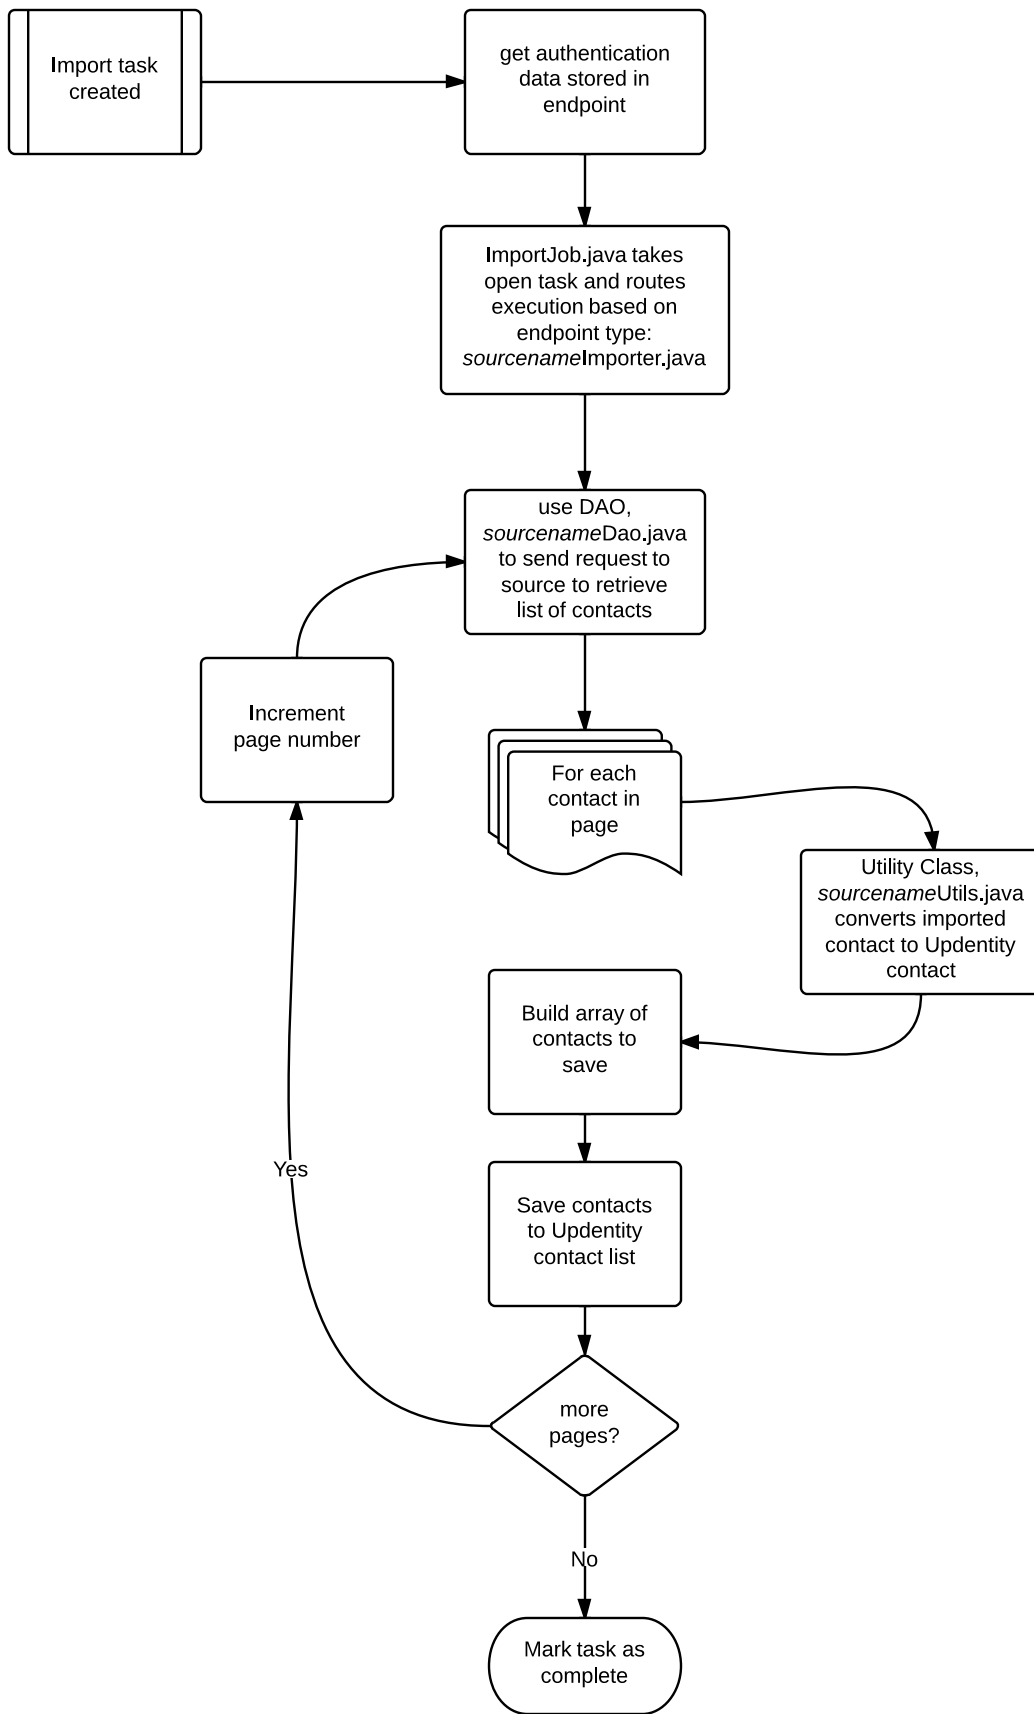 Import task
created
get authentication
data stored in
endpoint
ImportJob.java takes
open task and routes
execution based on
endpoint type:
sourcenameImporter.java
use DAO,
sourcenameDao.java
to send request to
source to retrieve
list of contacts
Increment
page number
For each
contact in
page
Utility Class,
sourcenameUtils.java
converts imported
contact to Updentity
contact
Build array of
contacts to
save
Yes
Save contacts
to Updentity
contact list
more
pages?
No
Mark task as
complete